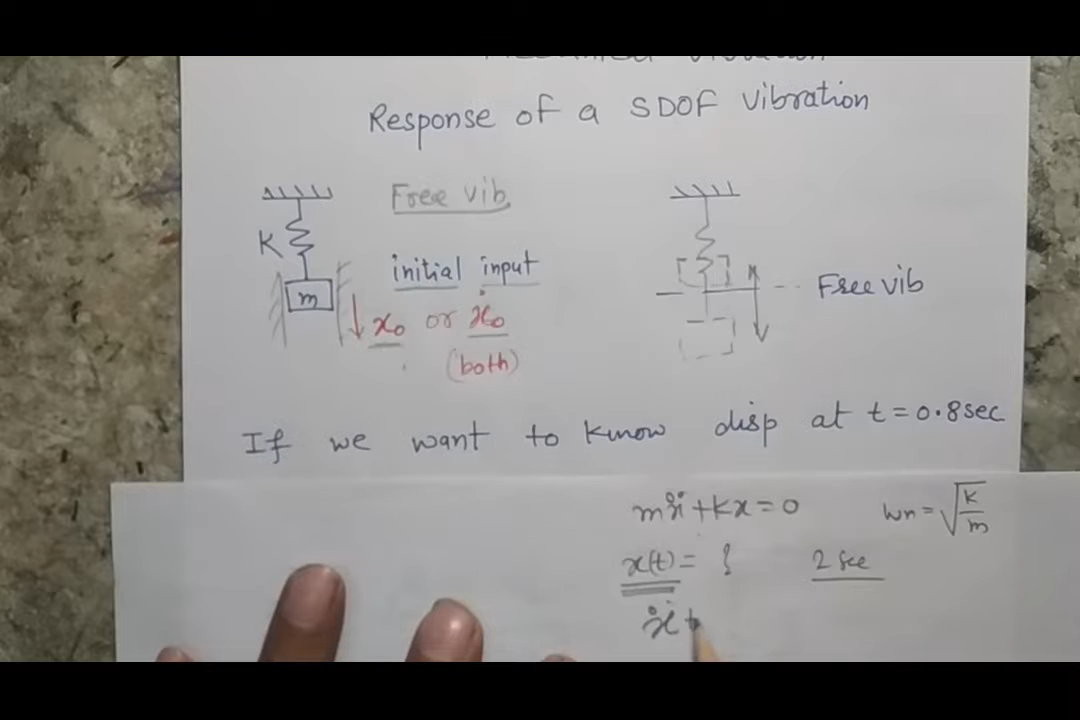 Response of a SDOF Vibration
Free vib
K
initial input
m
x₀ or ẋ₀
(both)
Free vib
If we want to know disp at t = 0.8sec
mẍ + kx = 0
wn = √(k/m)
x(t) = {
2 sec
ẍ +